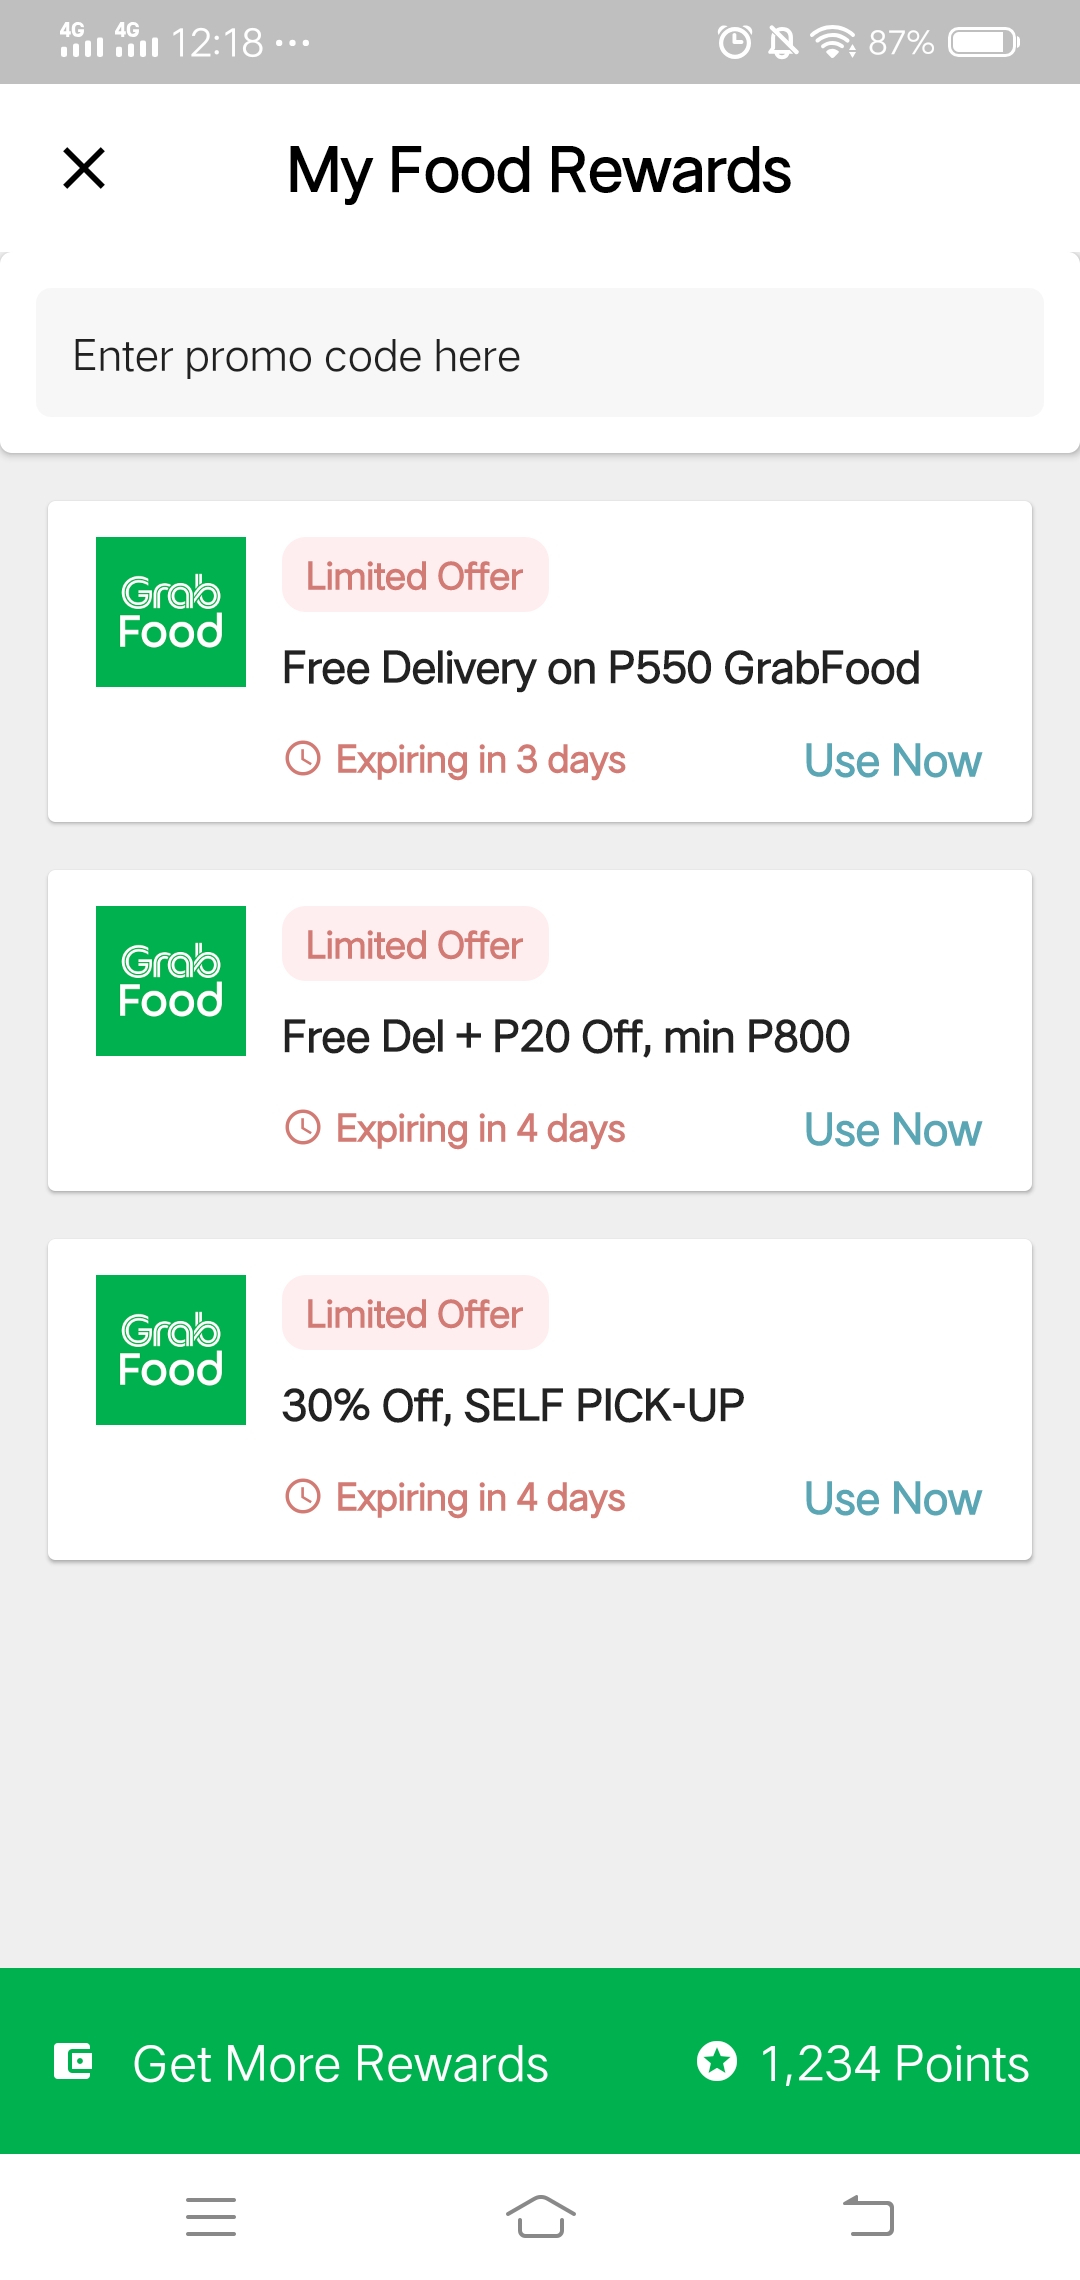 4G 4G 12:18 ... 87%
My Food Rewards
Enter promo code here
Grab
Food
Limited Offer
Free Delivery on P550 GrabFood
Expiring in 3 days Use Now
Grab
Food
Limited Offer
Free Del + P20 Off, min P800
Expiring in 4 days Use Now
Grab
Food
Limited Offer
30% Off, SELF PICK-UP
Expiring in 4 days Use Now
Get More Rewards 1,234 Points